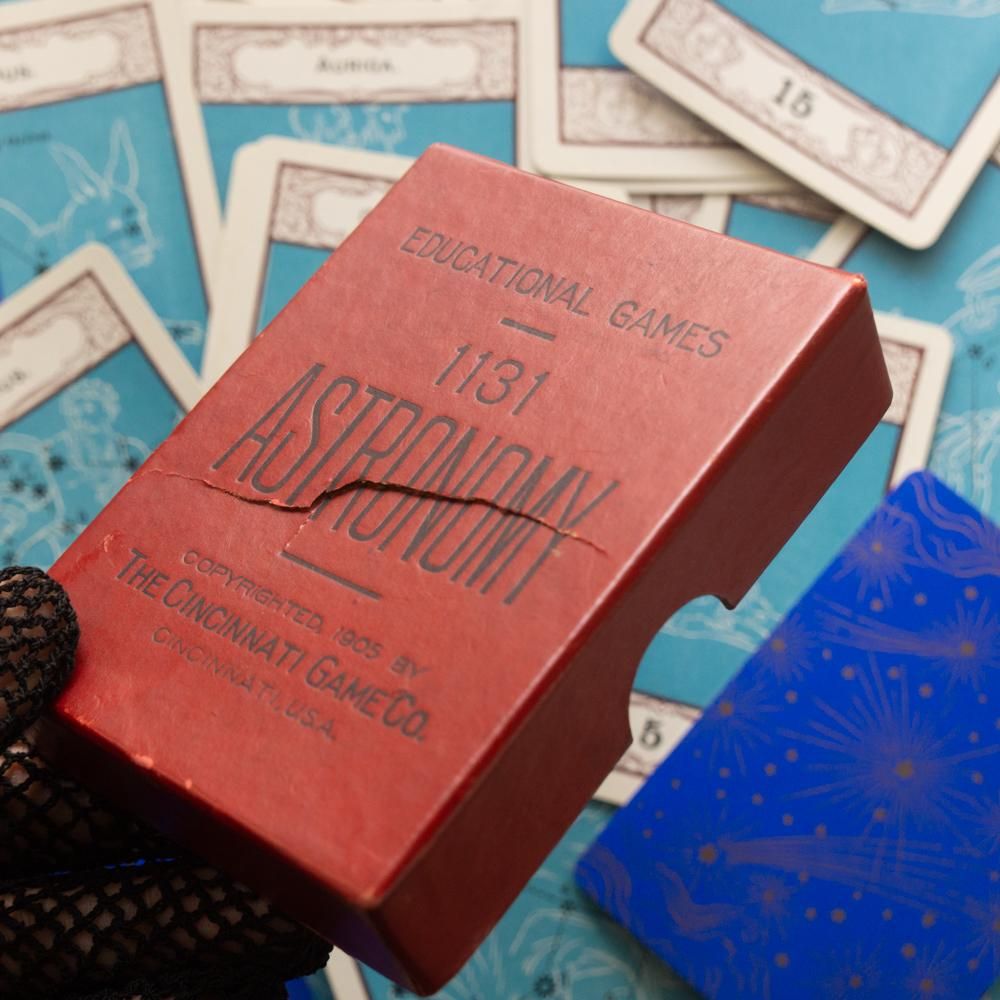 AURIGA.
15
EDUCATIONAL GAMES
1131
ASTRONOMY
COPYRIGHTED, 1905 BY
THE CINCINNATI GAME CO.
CINCINNATI, U.S.A.
5